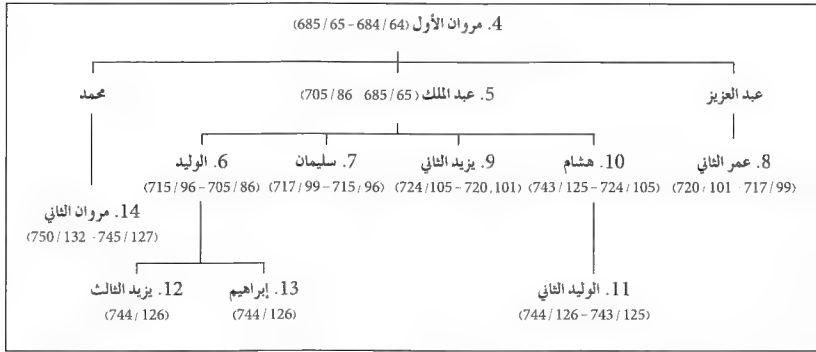 4. مروان الأول (64/684 – 65/685)
عبد العزيز
5. عبد الملك (65/685 86/705)
محمد
8. عمر الثاني
(99/717 · 101/720)
10. هشام
(105/724 – 125/743)
9. يزيد الثاني
(101, 720 – 105/724)
7. سليمان
(96/715 – 99/717)
6. الوليد
(86/705 – 96/715)
14. مروان الثاني
(127/745 · 132/750)
11. الوليد الثاني
(125/743 – 126/744)
13. إبراهيم
(126/744)
12. يزيد الثالث
(126/744)